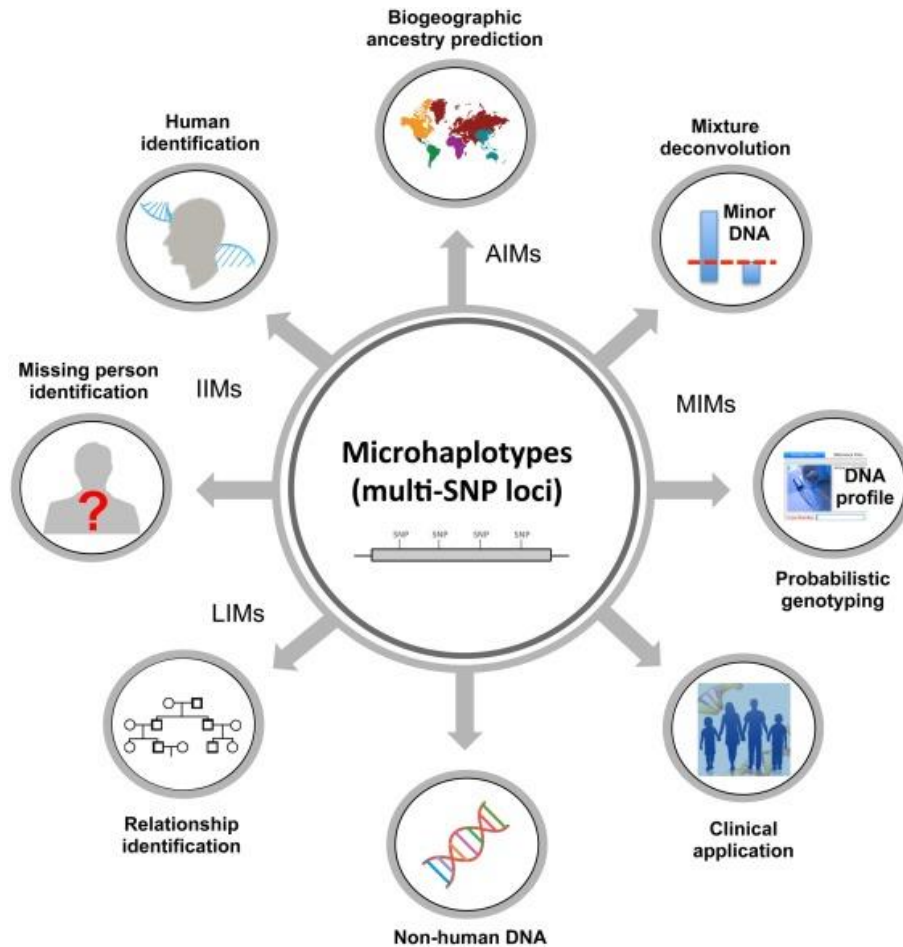 Biogeographic
ancestry prediction
Human
identification
Mixture
deconvolution
Minor
DNA
AIMs
Missing person
identification
IIMs
MIMs
?
Microhaplotypes
(multi-SNP loci)
SNP SNP SNP SNP
DNA
profile
Probabilistic
genotyping
LIMs
Relationship
identification
Clinical
application
Non-human DNA